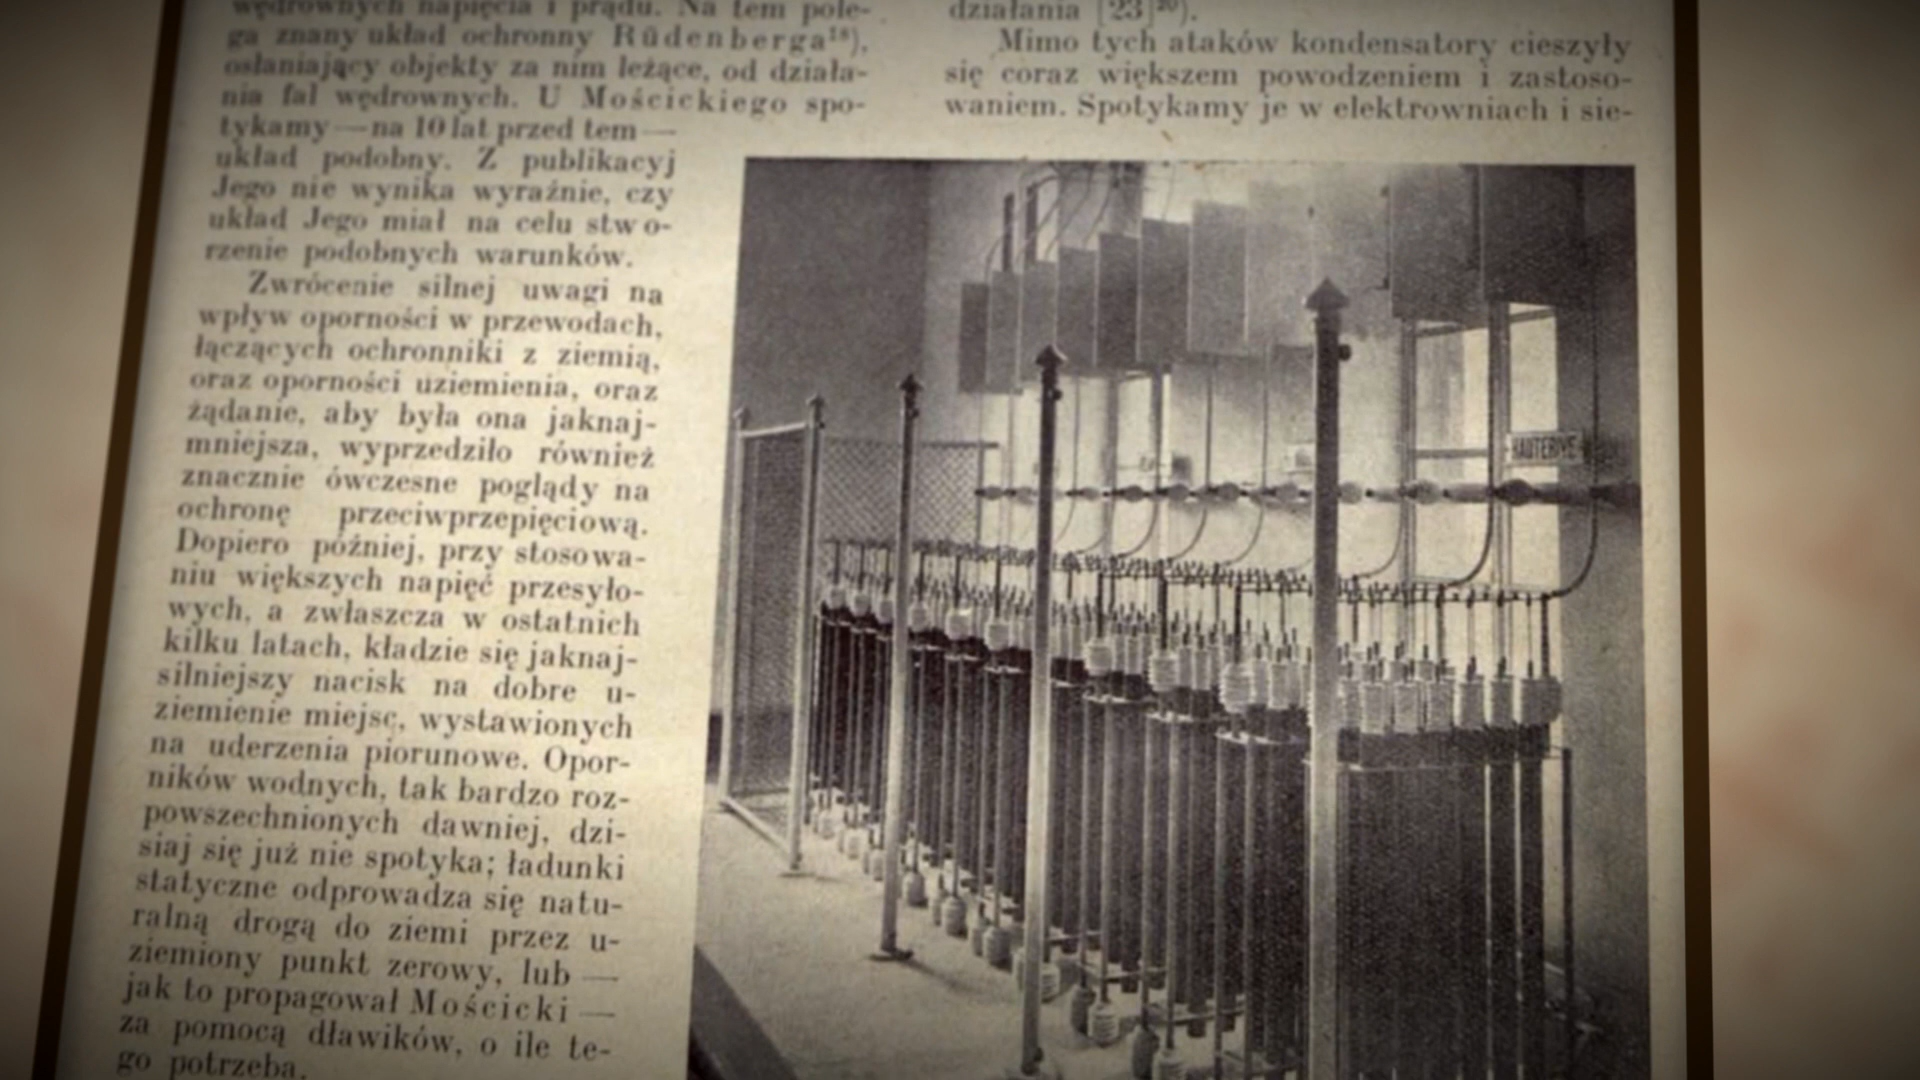 wędrownych napięcia i prądu. Na tem pole-
ga znany układ ochronny Rüdenberga¹⁸),
osłaniający objekty za nim leżące, od działa-
nia fal wędrownych. U Mościckiego spo-
tykamy — na 10 lat przed tem —
układ podobny. Z publikacyj
Jego nie wynika wyraźnie, czy
układ Jego miał na celu stwo-
rzenie podobnych warunków.
Zwrócenie silnej uwagi na
wpływ oporności w przewodach,
łączących ochronniki z ziemią,
oraz oporności uziemienia, oraz
żądanie, aby była ona jaknaj-
mniejsza, wyprzedziło również
znacznie ówczesne poglądy na
ochronę przeciwprzepięciową.
Dopiero później, przy stosowa-
niu większych napięć przesyło-
wych, a zwłaszcza w ostatnich
kilku latach, kładzie się jaknaj-
silniejszy nacisk na dobre u-
ziemienie miejsc, wystawionych
na uderzenia piorunowe. Opor-
ników wodnych, tak bardzo roz-
powszechnionych dawniej, dzi-
siaj się już nie spotyka; ładunki
statyczne odprowadza się natu-
ralną drogą do ziemi przez u-
ziemiony punkt zerowy, lub —
jak to propagował Mościcki —
za pomocą dławików, o ile te-
go potrzeba.
działania [23]²⁰).
Mimo tych ataków kondensatory cieszyły
się coraz większem powodzeniem i zastoso-
waniem. Spotykamy je w elektrowniach i sie-
HAUTERIVE